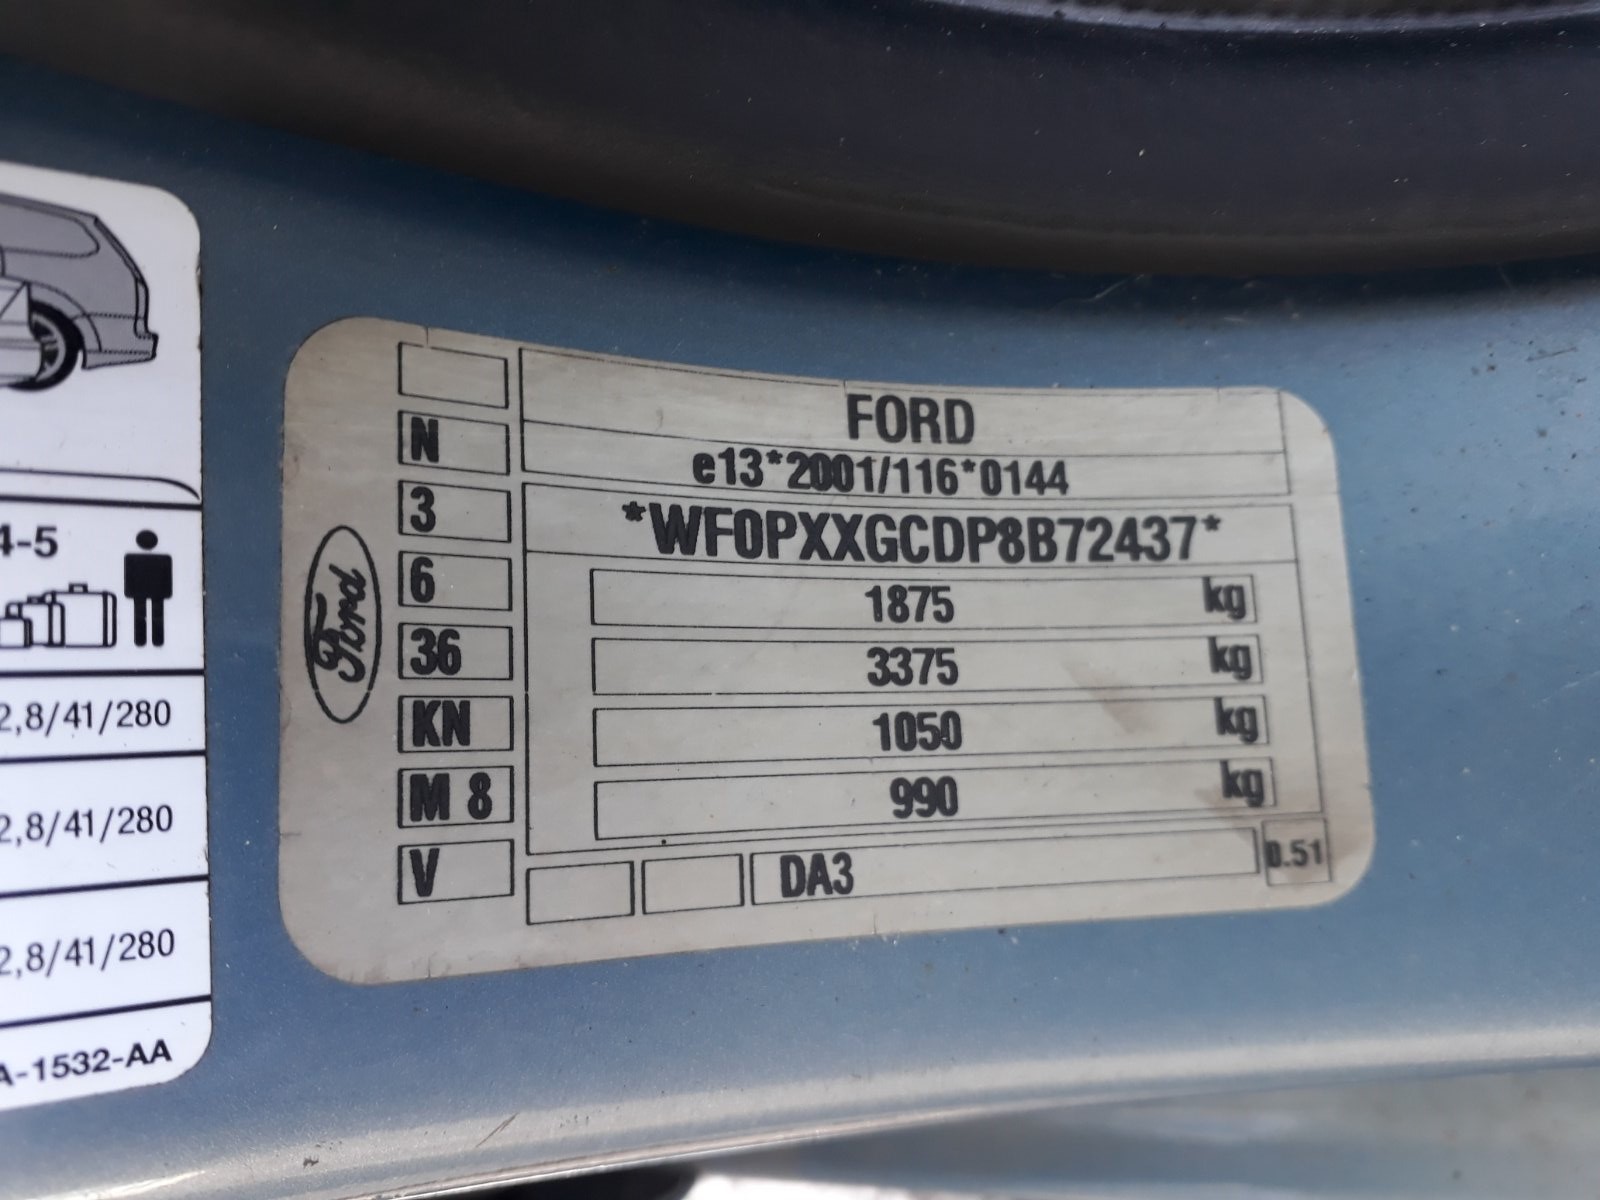 4-5
2,8/41/280
2,8/41/280
2,8/41/280
A-1532-AA
Ford
N
3
6
36
KN
M 8
V
FORD
e13*2001/116*0144
*WF0PXXGCDP8B72437*
1875 kg
3375 kg
1050 kg
990 kg
DA3
0.51